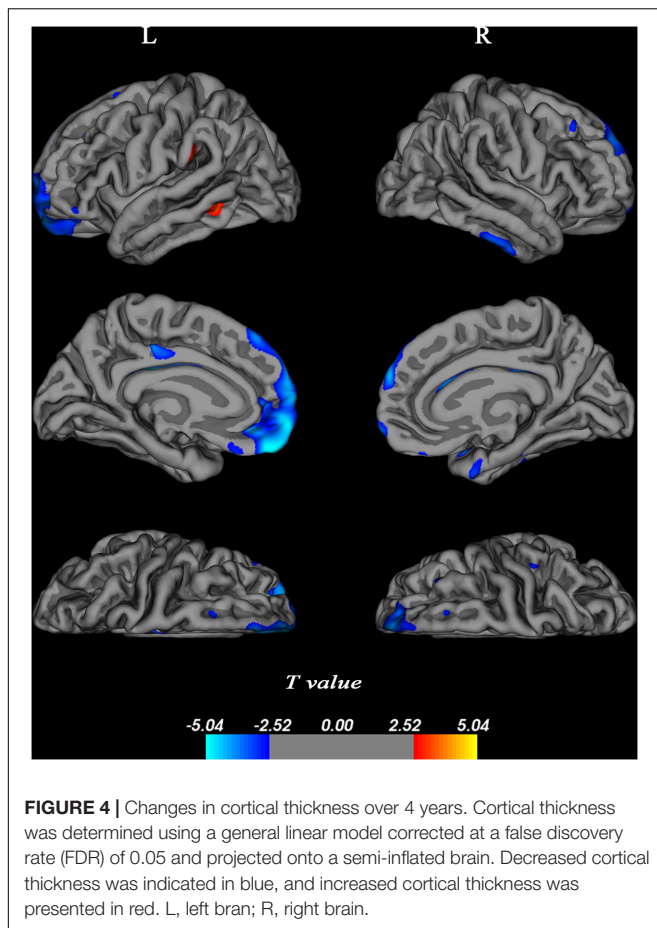 L R
T value
-5.04 -2.52 0.00 2.52 5.04
FIGURE 4 | Changes in cortical thickness over 4 years. Cortical thickness
was determined using a general linear model corrected at a false discovery
rate (FDR) of 0.05 and projected onto a semi-inflated brain. Decreased cortical
thickness was indicated in blue, and increased cortical thickness was
presented in red. L, left bran; R, right brain.